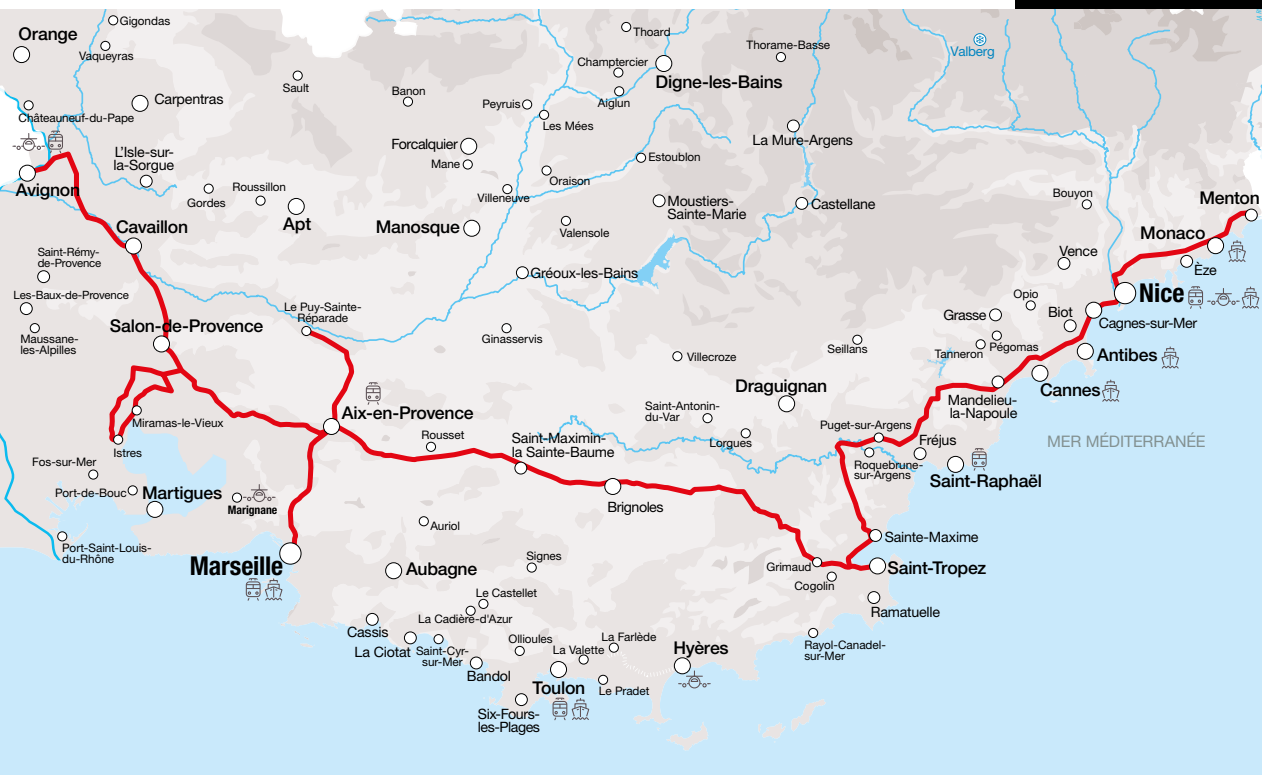 Gigondas
Orange
Vaqueyras
Thoard
Thorame-Basse
Valberg
Champtercier
Digne-les-Bains
Sault
Banon
Carpentras
Peyruis
Aiglun
Châteauneuf-du-Pape
Les Mées
La Mure-Argens
Forcalquier
L'Isle-sur-
la-Sorgue
Mane
Estoublon
Oraison
Avignon
Roussillon
Gordes
Villeneuve
Bouyon
Menton
Apt
Moustiers-
Sainte-Marie
Castellane
Cavaillon
Manosque
Valensole
Monaco
Saint-Rémy-
de-Provence
Vence
Èze
Gréoux-les-Bains
Les-Baux-de-Provence
Nice
Opio
Le Puy-Sainte-
Réparade
Grasse
Biot
Cagnes-sur-Mer
Salon-de-Provence
Maussane-
les-Alpilles
Ginasservis
Seillans
Tanneron
Pégomas
Villecroze
Antibes
Draguignan
Cannes
Mandelieu-
la-Napoule
Aix-en-Provence
Saint-Antonin-
du-Var
Miramas-le-Vieux
Puget-sur-Argens
Rousset
Saint-Maximin-
la Sainte-Baume
Lorgues
Fréjus
MER MÉDITERRANÉE
Istres
Fos-sur-Mer
Roquebrune-
sur-Argens
Saint-Raphaël
Port-de-Bouc
Martigues
Marignane
Brignoles
Auriol
Sainte-Maxime
Port-Saint-Louis-
du-Rhône
Marseille
Signes
Grimaud
Saint-Tropez
Aubagne
Cogolin
Le Castellet
Ramatuelle
La Cadière-d'Azur
Cassis
Ollioules
La Farlède
La Ciotat
Saint-Cyr-
sur-Mer
La Valette
Hyères
Rayol-Canadel-
sur-Mer
Bandol
Toulon
Le Pradet
Six-Fours-
les-Plages